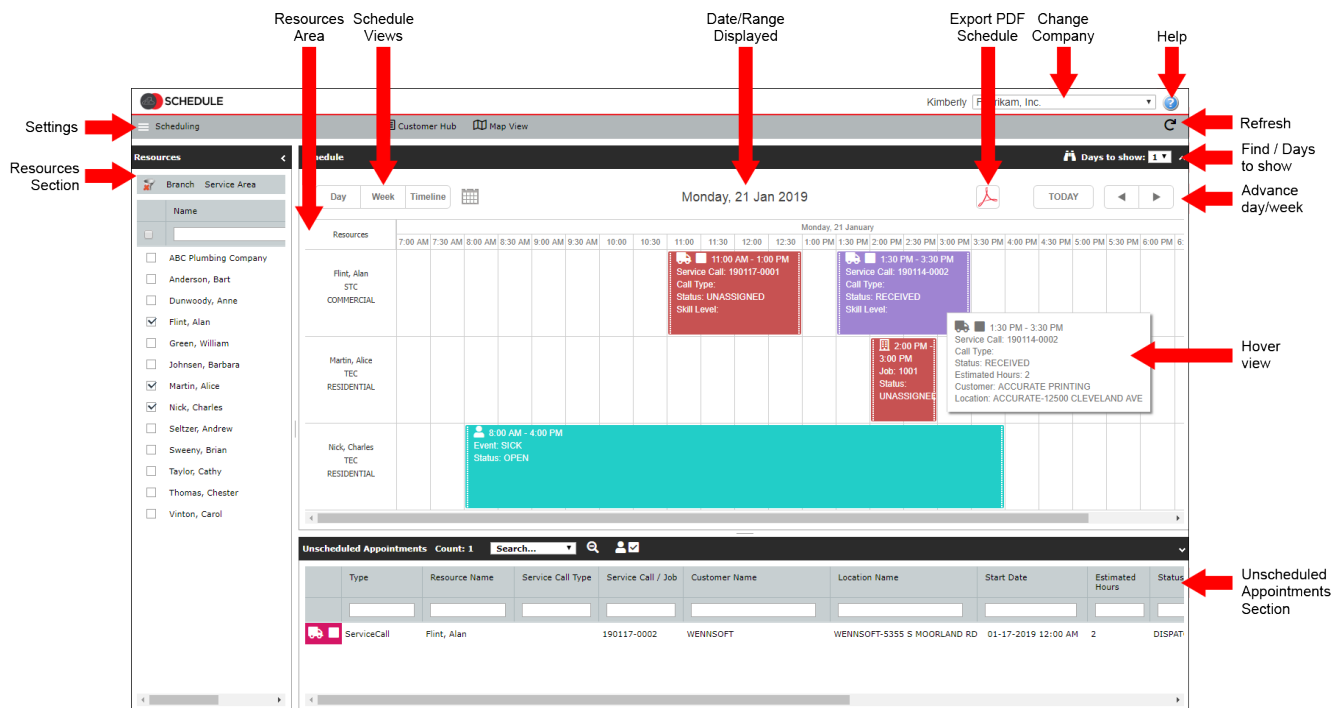 Resources Area
Schedule Views
Date/Range Displayed
Export PDF Schedule
Change Company
Help
SCHEDULE
Kimberly
Settings
Scheduling
Customer Hub
Map View
Refresh
Resources Section
Resources
Days to show: 1
Find / Days to show
Branch Service Area
Name
Day Week Timeline
Monday, 21 Jan 2019
TODAY
Advance day/week
ABC Plumbing Company
Anderson, Bart
Dunwoody, Anne
Flint, Alan
Green, William
Johnsen, Barbara
Martin, Alice
Nick, Charles
Seltzer, Andrew
Sweeny, Brian
Taylor, Cathy
Thomas, Chester
Vinton, Carol
Resources
Monday, 21 January
7:00 AM 7:30 AM 8:00 AM 8:30 AM 9:00 AM 9:30 AM 10:00 10:30 11:00 11:30 12:00 12:30 1:00 PM 1:30 PM 2:00 PM 2:30 PM 3:00 PM 3:30 PM 4:00 PM 4:30 PM 5:00 PM 5:30 PM 6:00 PM 6:
Flint, Alan
STC
COMMERCIAL
11:00 AM - 1:00 PM
Service Call: 190117-0001
Call Type:
Status: UNASSIGNED
Skill Level:
1:30 PM - 3:30 PM
Service Call: 190114-0002
Call Type:
Status: RECEIVED
Skill Level:
1:30 PM - 3:30 PM
Service Call: 190114-0002
Call Type:
Status: RECEIVED
Estimated Hours: 2
Customer: ACCURATE PRINTING
Location: ACCURATE-12500 CLEVELAND AVE
Hover view
Martin, Alice
TEC
RESIDENTIAL
2:00 PM -
3:00 PM
Job: 1001
Status:
UNASSIGNED
Nick, Charles
TEC
RESIDENTIAL
8:00 AM - 4:00 PM
Event: SICK
Status: OPEN
Unscheduled Appointments Count: 1 Search...
Type Resource Name Service Call Type Service Call / Job Customer Name Location Name Start Date Estimated Hours Status
ServiceCall Flint, Alan 190117-0002 WENNSOFT WENNSOFT-5355 S MOORLAND RD 01-17-2019 12:00 AM 2 DISPAT
Unscheduled Appointments Section